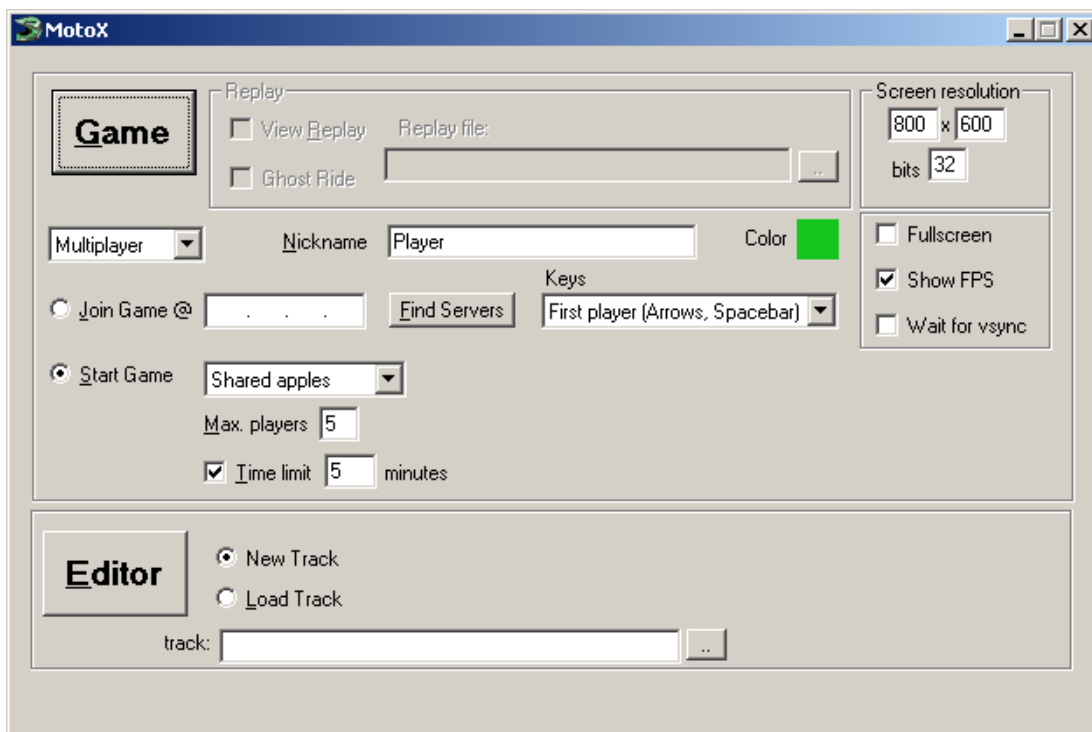 MotoX
Game
Replay
View Replay
Replay file:
Ghost Ride
..
Screen resolution
800 x 600
bits 32
Multiplayer
Nickname Player
Color
Fullscreen
Show FPS
Wait for vsync
Keys
Join Game @ . . .
Find Servers
First player (Arrows, Spacebar)
Start Game
Shared apples
Max. players 5
Time limit 5 minutes
Editor
New Track
Load Track
track:
..